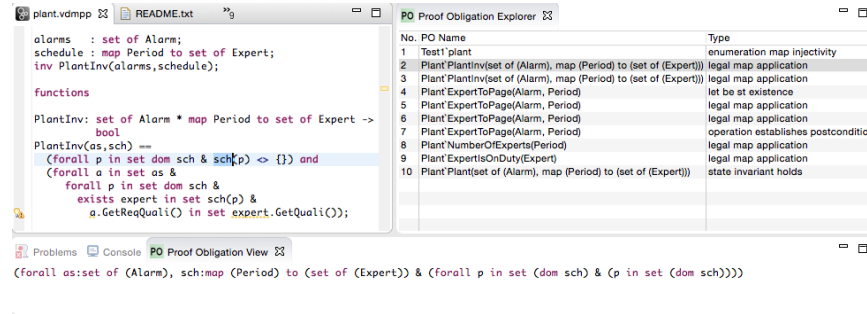 plant.vdmpp README.txt »9
alarms : set of Alarm;
schedule : map Period to set of Expert;
inv PlantInv(alarms,schedule);
functions
PlantInv: set of Alarm * map Period to set of Expert ->
bool
PlantInv(as,sch) ==
(forall p in set dom sch & sch(p) <> {}) and
(forall a in set as &
forall p in set dom sch &
exists expert in set sch(p) &
a.GetReqQuali() in set expert.GetQuali());
PO Proof Obligation Explorer
No. PO Name Type
1 Test1`plant enumeration map injectivity
2 Plant`PlantInv(set of (Alarm), map (Period) to (set of (Expert))) legal map application
3 Plant`PlantInv(set of (Alarm), map (Period) to (set of (Expert))) legal map application
4 Plant`ExpertToPage(Alarm, Period) let be st existence
5 Plant`ExpertToPage(Alarm, Period) legal map application
6 Plant`ExpertToPage(Alarm, Period) legal map application
7 Plant`ExpertToPage(Alarm, Period) operation establishes postconditio
8 Plant`NumberOfExperts(Period) legal map application
9 Plant`ExpertIsOnDuty(Expert) legal map application
10 Plant`Plant(set of (Alarm), map (Period) to (set of (Expert))) state invariant holds
Problems Console PO Proof Obligation View
(forall as:set of (Alarm), sch:map (Period) to (set of (Expert)) & (forall p in set (dom sch) & (p in set (dom sch))))